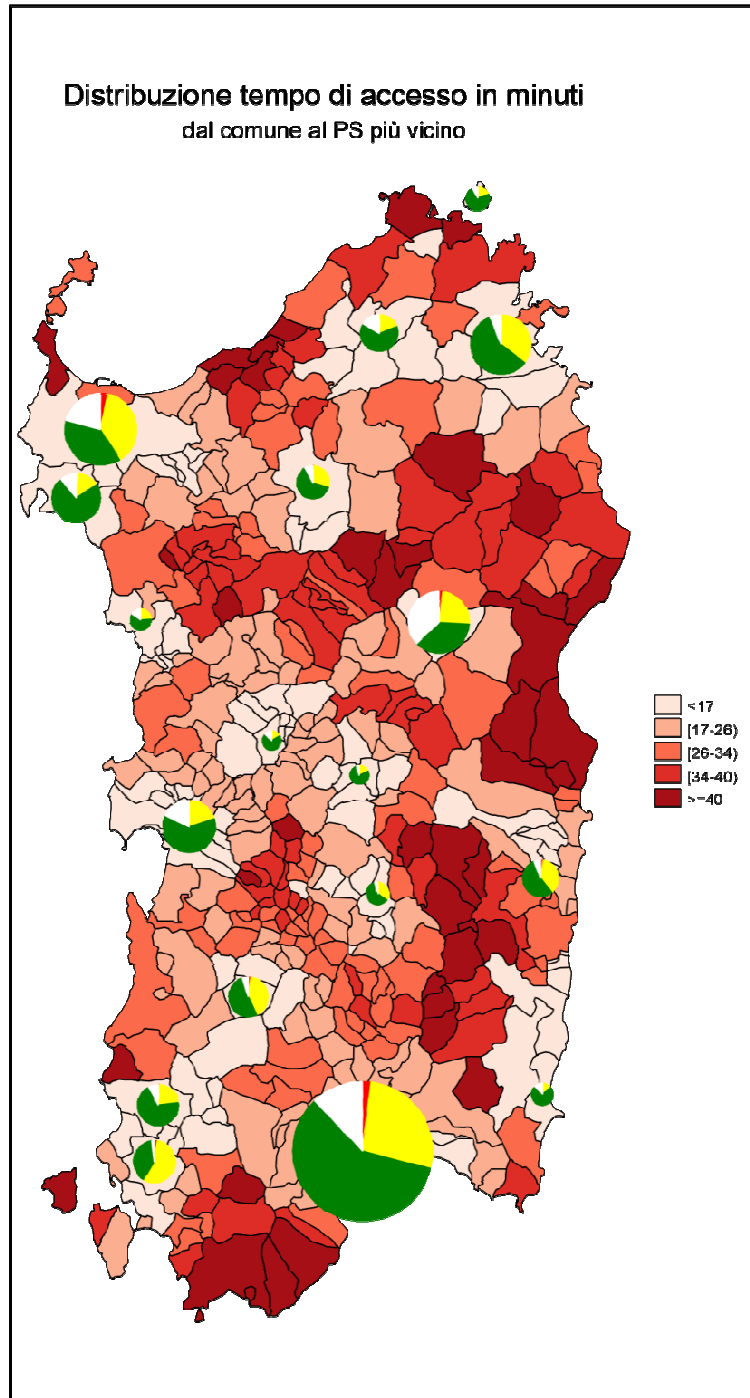 Distribuzione tempo di accesso in minuti
dal comune al PS più vicino
<17
[17-26)
[26-34)
[34-40)
>=40